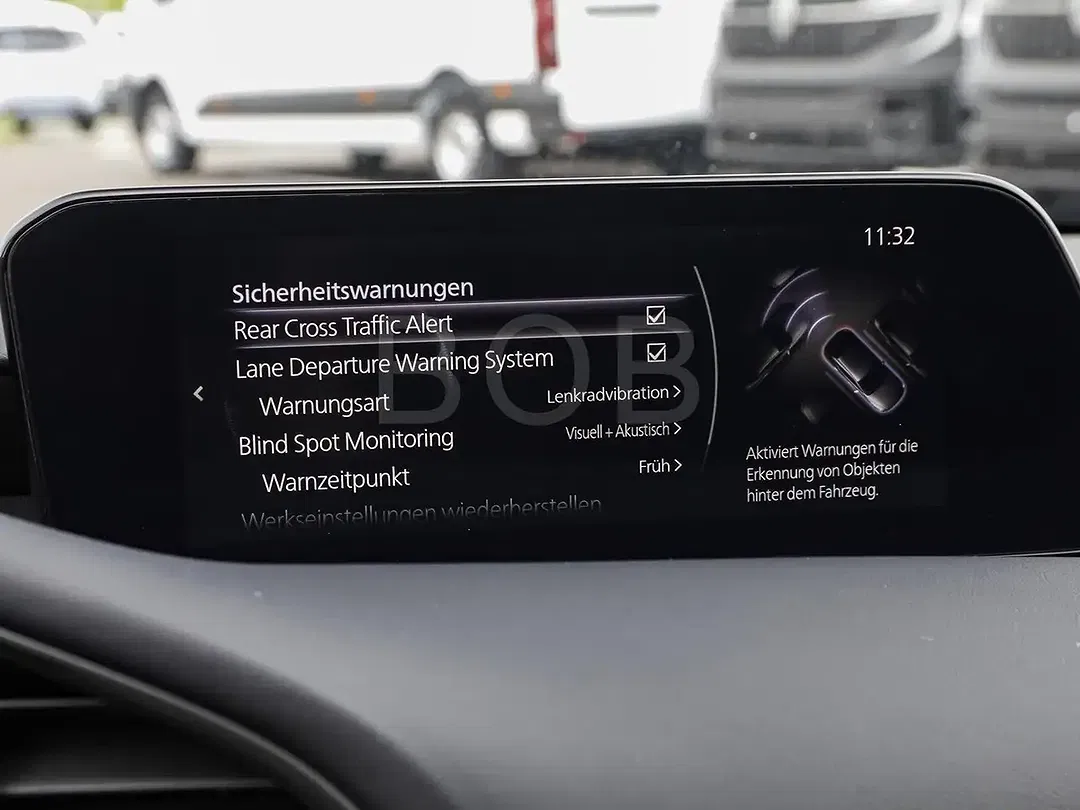 11:32
Sicherheitswarnungen
Rear Cross Traffic Alert
Lane Departure Warning System
Warnungsart Lenkradvibration
Blind Spot Monitoring Visuell + Akustisch
Warnzeitpunkt Früh
Werkseinstellungen wiederherstellen
Aktiviert Warnungen für die
Erkennung von Objekten
hinter dem Fahrzeug.
BOB